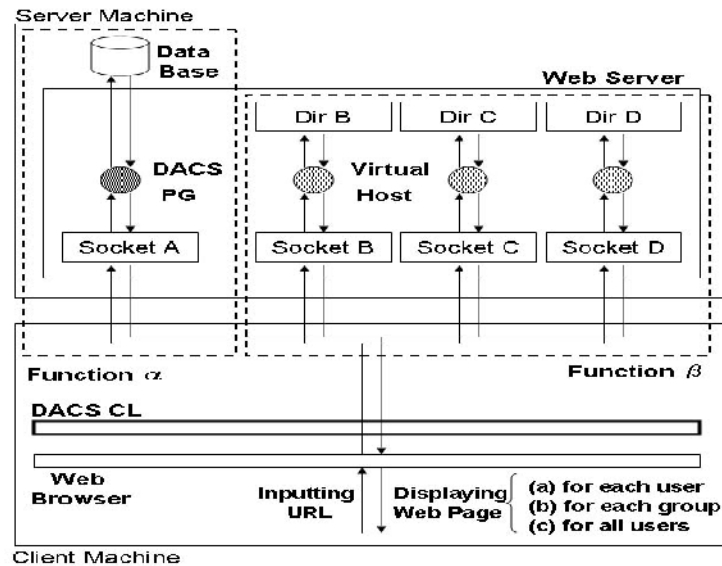 Server Machine
Data
Base
Web Server
Dir B
Dir C
Dir D
DACS
PG
Virtual
Host
Socket A
Socket B
Socket C
Socket D
Function α
Function β
DACS CL
Web
Browser
Inputting
URL
Displaying
Web Page
(a) for each user
(b) for each group
(c) for all users
Client Machine